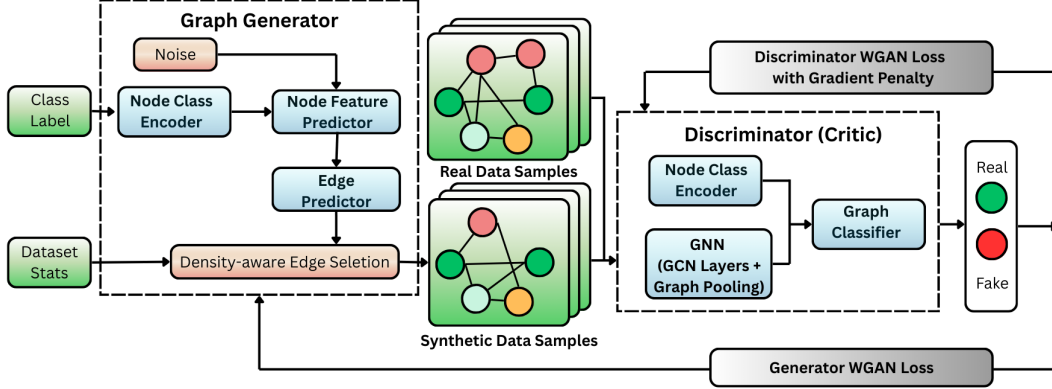 Graph Generator
Noise
Class
Label
Node Class
Encoder
Node Feature
Predictor
Edge
Predictor
Dataset
Stats
Density-aware Edge Seletion
Real Data Samples
Synthetic Data Samples
Discriminator WGAN Loss
with Gradient Penalty
Discriminator (Critic)
Node Class
Encoder
GNN
(GCN Layers +
Graph Pooling)
Graph
Classifier
Real
Fake
Generator WGAN Loss